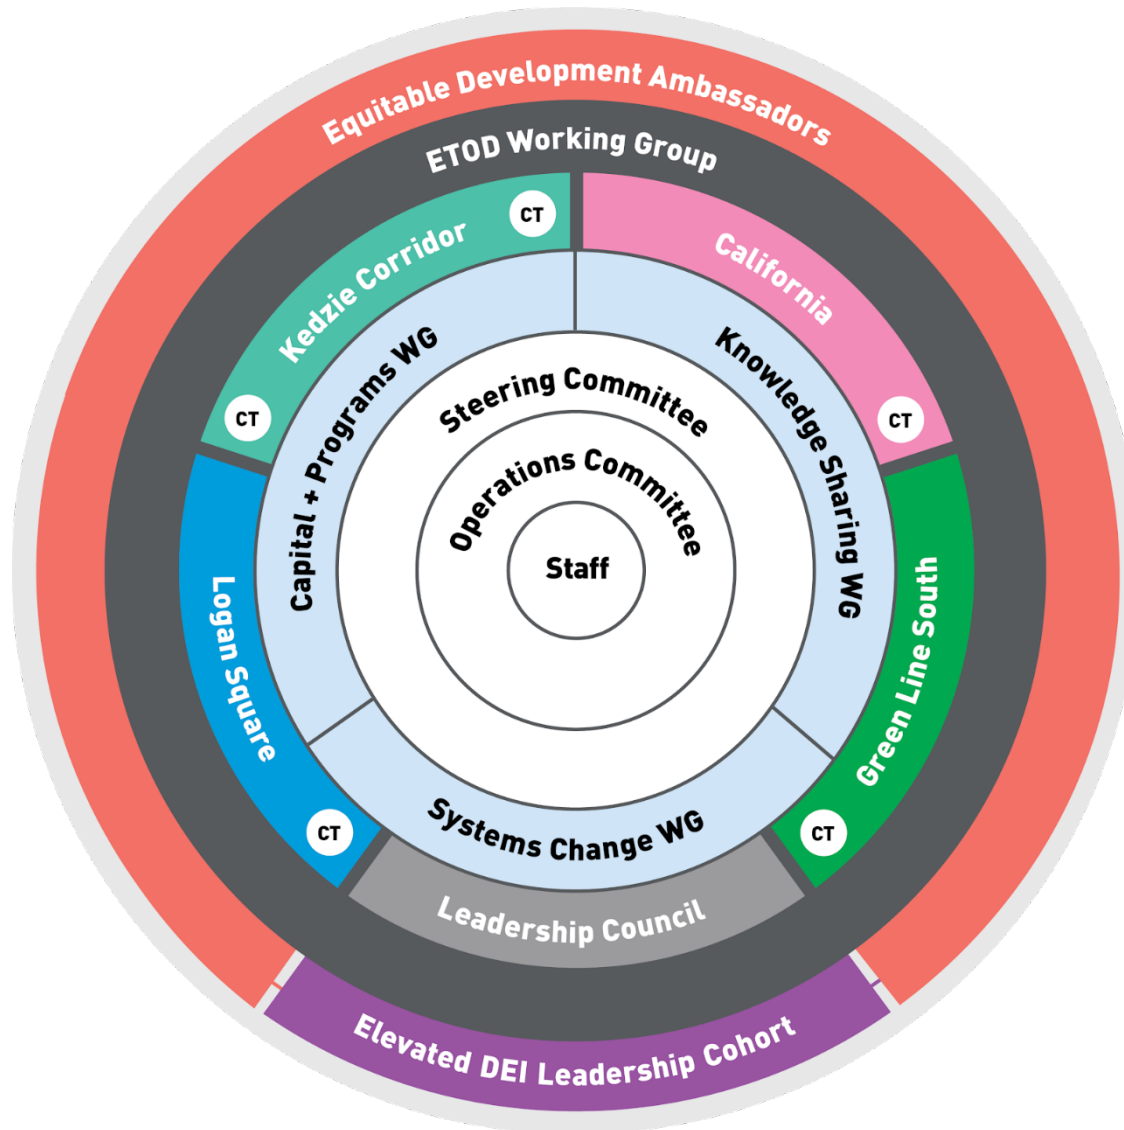 Equitable Development Ambassadors
ETOD Working Group
CT
Kedzie Corridor
CT
California
CT
Capital + Programs WG
Knowledge Sharing WG
Steering Committee
Operations Committee
Staff
Logan Square
CT
Green Line South
CT
Systems Change WG
Leadership Council
Elevated DEI Leadership Cohort